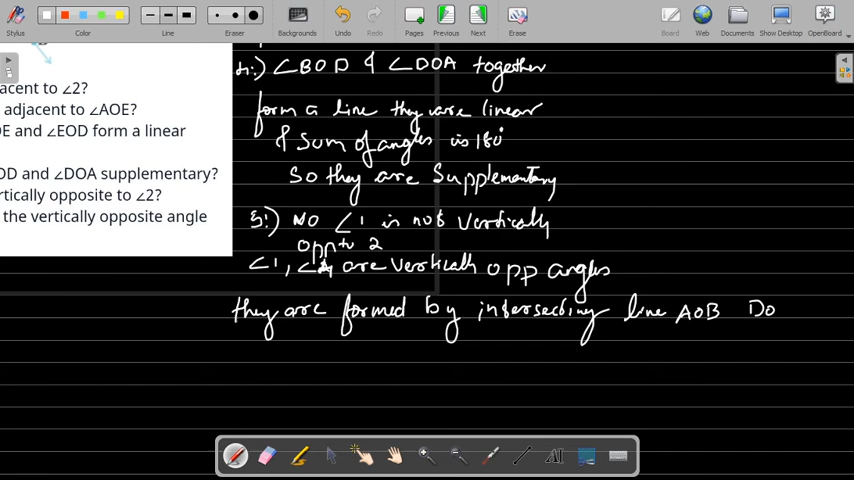 Stylus Color Line Eraser Backgrounds Undo Redo Pages Previous Next Erase Board Web Documents Show Desktop OpenBoard
acent to ∠2?
adjacent to ∠AOE?
OE and ∠EOD form a linear
OD and ∠DOA supplementary?
rtically opposite to ∠2?
the vertically opposite angle
∠BOD & ∠DOA together
form a line they are linear
& Sum of angles is 180°
So they are Supplementary
5:) No ∠1 is not vertically
opp to 2
∠1, ∠4 are vertically opp angles
they are formed by intersecting line AOB DO